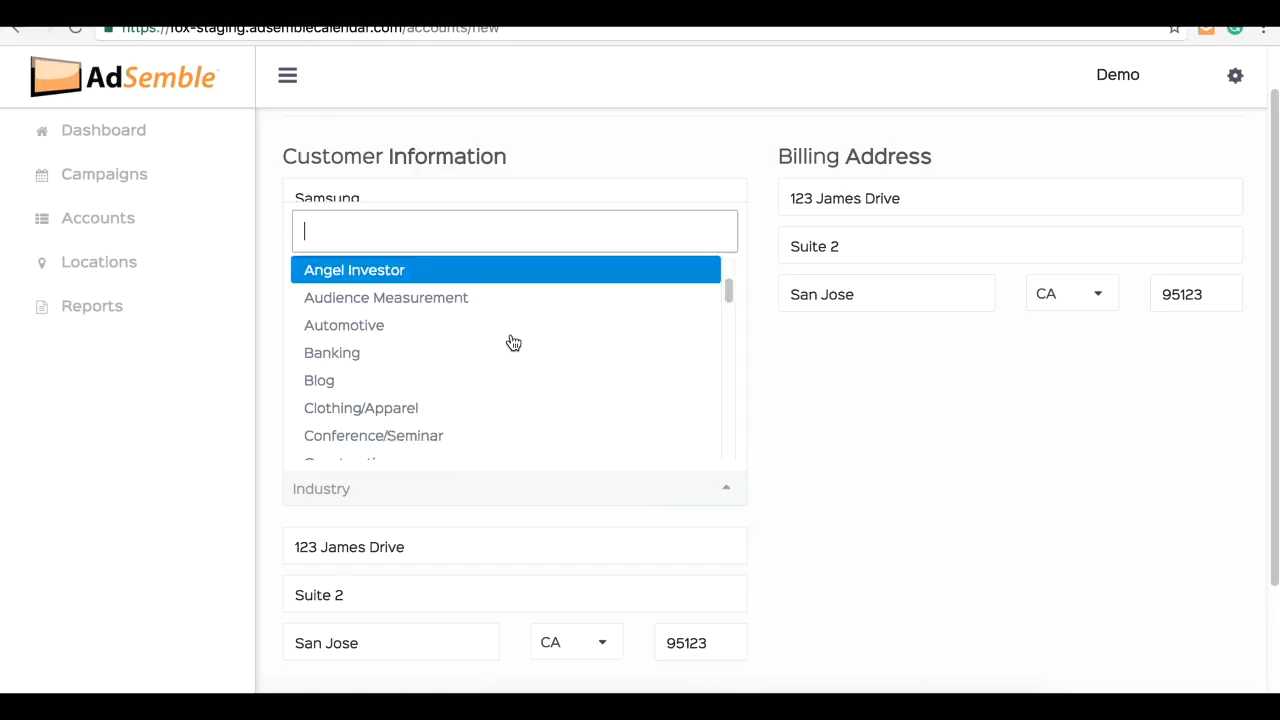 https://fox-staging.adsemblecalendar.com/accounts/new
AdSemble
Demo
Dashboard
Campaigns
Accounts
Locations
Reports
Customer Information
Samsung
Angel Investor
Audience Measurement
Automotive
Banking
Blog
Clothing/Apparel
Conference/Seminar
Industry
123 James Drive
Suite 2
San Jose
CA
95123
Billing Address
123 James Drive
Suite 2
San Jose
CA
95123